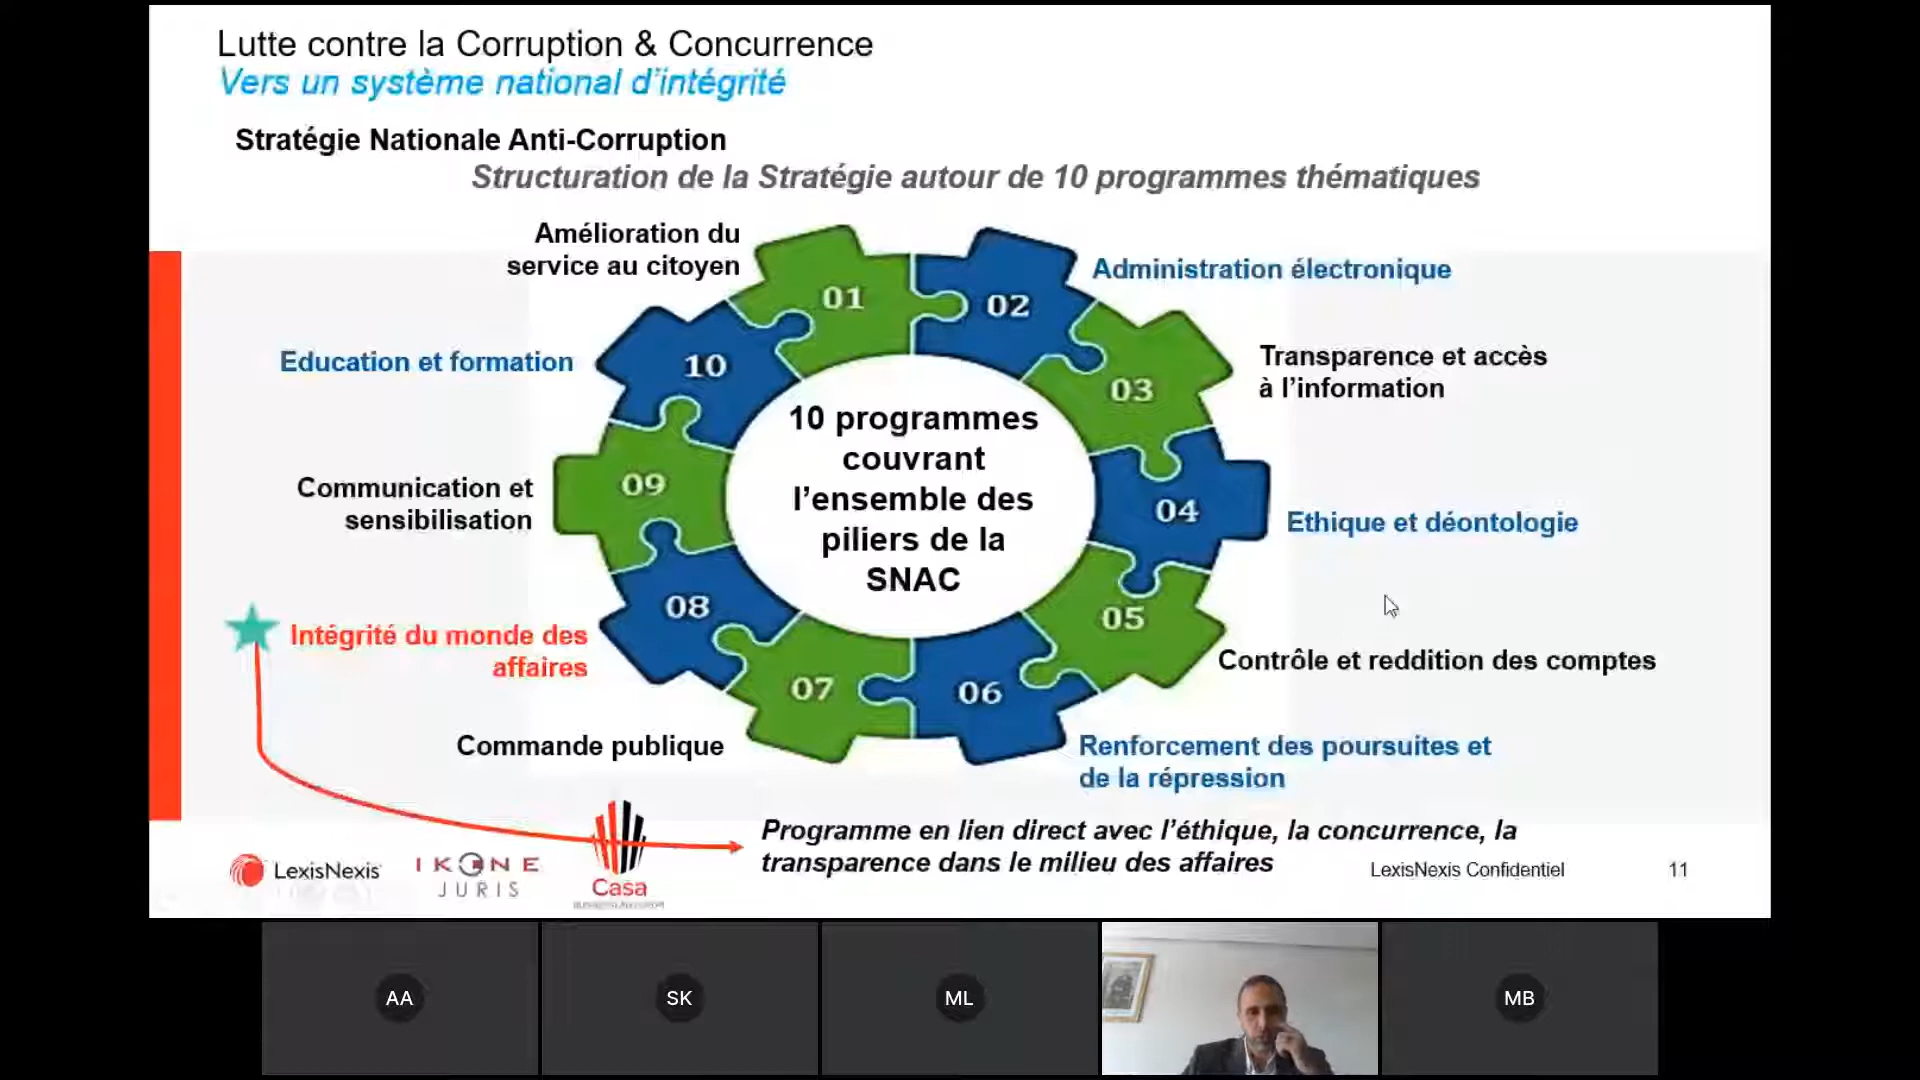 Lutte contre la Corruption & Concurrence
Vers un système national d’intégrité
Stratégie Nationale Anti-Corruption
Structuration de la Stratégie autour de 10 programmes thématiques
Amélioration du
service au citoyen
01
02
Administration électronique
Education et formation
10
03
Transparence et accès
à l’information
10 programmes
couvrant
l’ensemble des
piliers de la
SNAC
Communication et
sensibilisation
09
04
Ethique et déontologie
Intégrité du monde des
affaires
08
05
Contrôle et reddition des comptes
Commande publique
07
06
Renforcement des poursuites et
de la répression
Programme en lien direct avec l’éthique, la concurrence, la
transparence dans le milieu des affaires
LexisNexis
IKONE
JURIS
Casa
LexisNexis Confidentiel
11
AA
SK
ML
MB